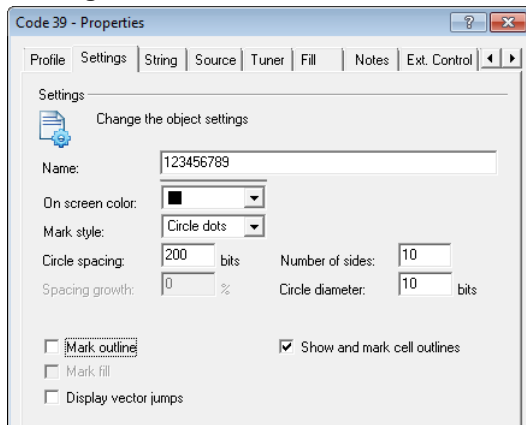 Code 39 - Properties
Profile Settings String Source Tuner Fill Notes Ext. Control
Settings
Change the object settings
Name: 123456789
On screen color:
Mark style: Circle dots
Circle spacing: 200 bits Number of sides: 10
Spacing growth: 0 % Circle diameter: 10 bits
Mark outline Show and mark cell outlines
Mark fill
Display vector jumps